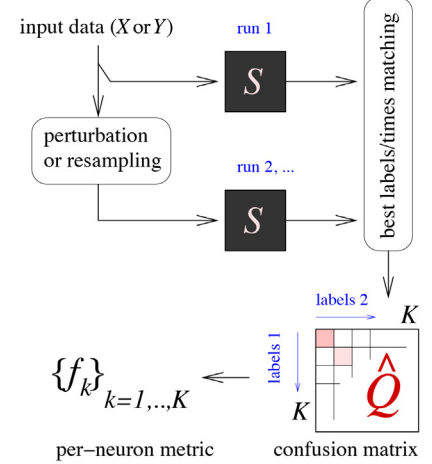 input data (X or Y)
run 1
S
perturbation
or resampling
run 2, ...
S
best labels/times matching
labels 2
K
labels 1
K
Q̂
{f_k}_{k=1,..,K}
per−neuron metric
confusion matrix